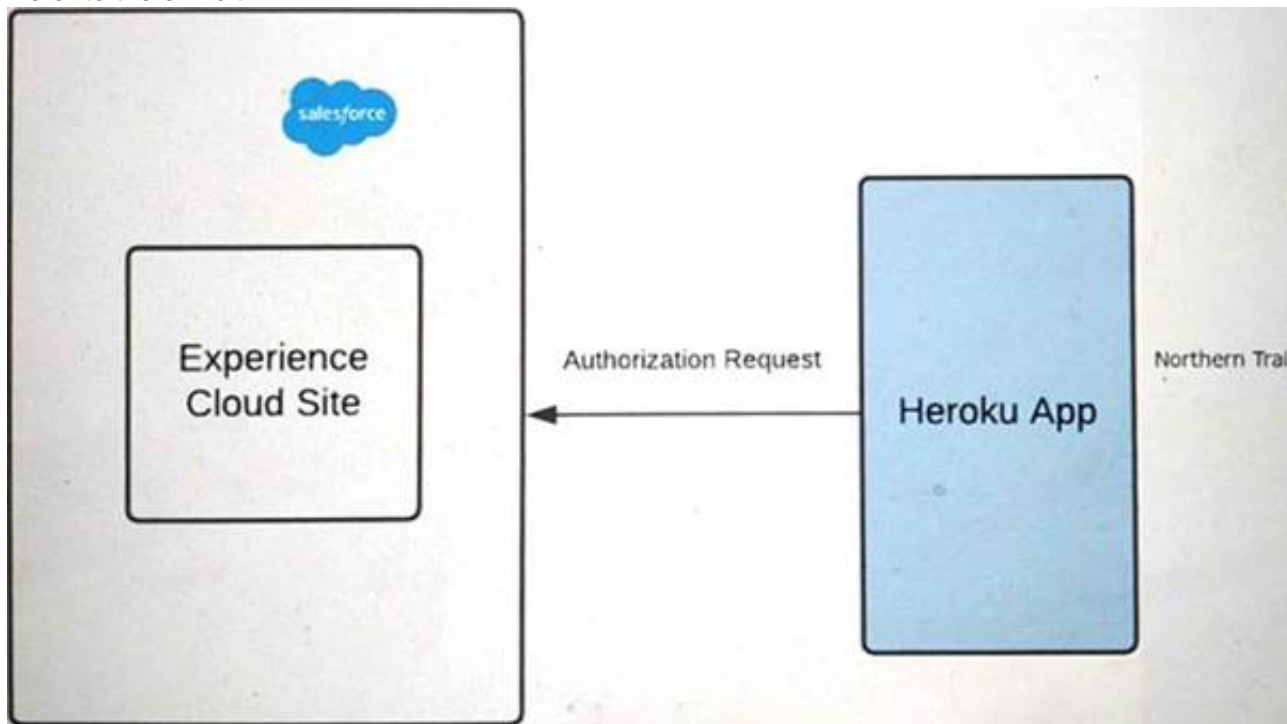 salesforce
Experience
Cloud Site
Authorization Request
Heroku App
Northern Trai